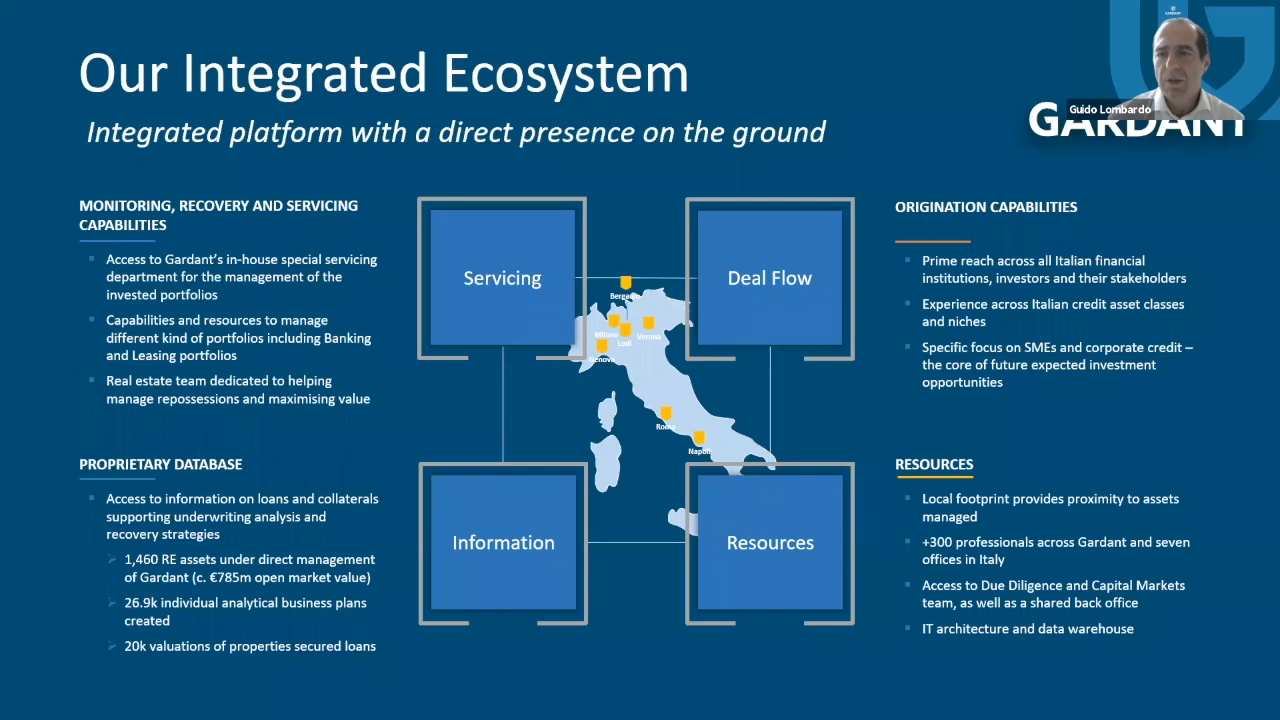 GARDANT
Our Integrated Ecosystem
Integrated platform with a direct presence on the ground
Guido Lombardo
GARDANT
MONITORING, RECOVERY AND SERVICING
CAPABILITIES
Access to Gardant's in-house special servicing
department for the management of the
invested portfolios
Capabilities and resources to manage
different kind of portfolios including Banking
and Leasing portfolios
Real estate team dedicated to helping
manage repossessions and maximising value
Servicing
Deal Flow
Bergamo
Milano
Lodi
Verona
Genova
Roma
Napoli
ORIGINATION CAPABILITIES
Prime reach across all Italian financial
institutions, investors and their stakeholders
Experience across Italian credit asset classes
and niches
Specific focus on SMEs and corporate credit –
the core of future expected investment
opportunities
PROPRIETARY DATABASE
Access to information on loans and collaterals
supporting underwriting analysis and
recovery strategies
1,460 RE assets under direct management
of Gardant (c. €785m open market value)
26.9k individual analytical business plans
created
20k valuations of properties secured loans
Information
Resources
RESOURCES
Local footprint provides proximity to assets
managed
+300 professionals across Gardant and seven
offices in Italy
Access to Due Diligence and Capital Markets
team, as well as a shared back office
IT architecture and data warehouse